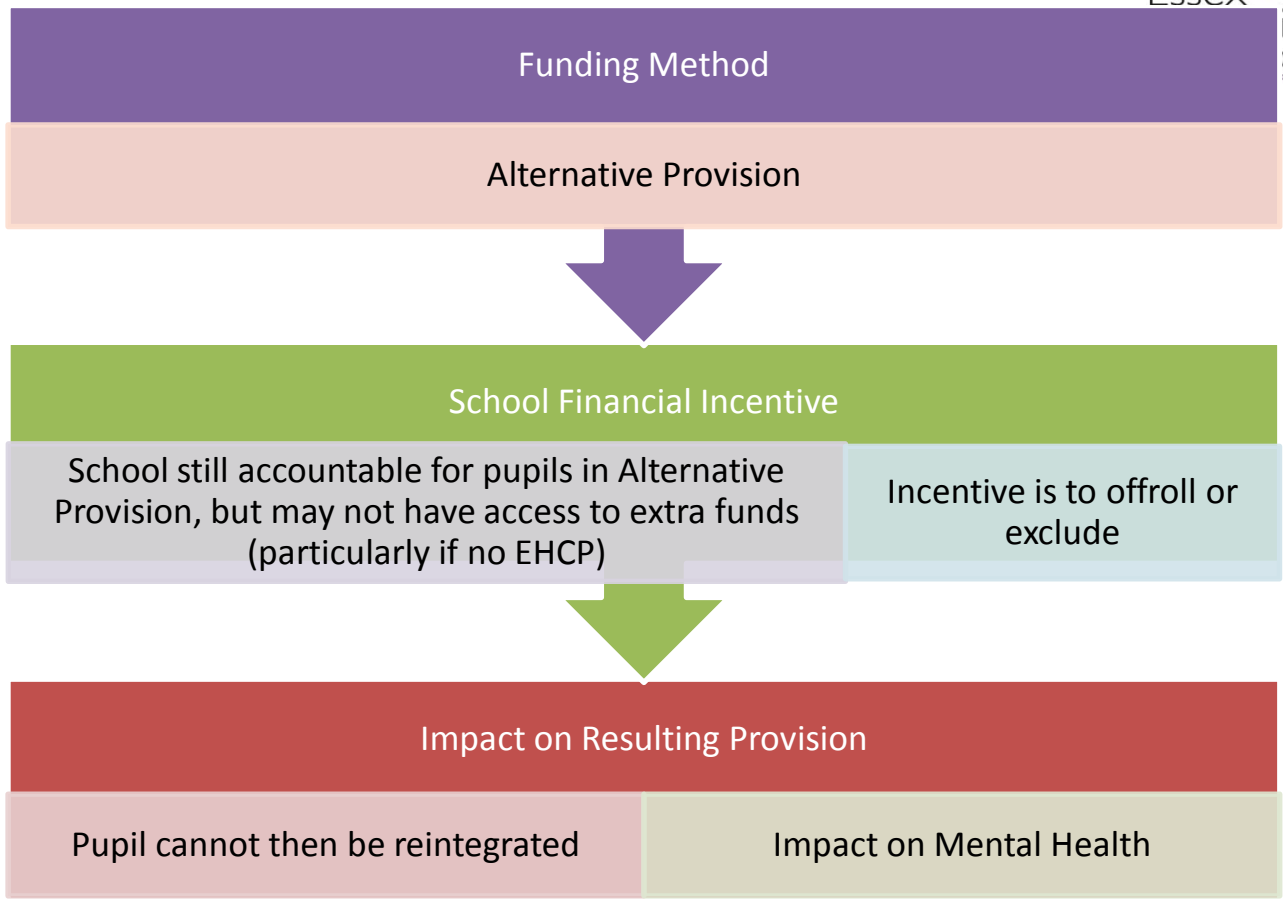 Funding Method
Alternative Provision
School Financial Incentive
School still accountable for pupils in Alternative
Provision, but may not have access to extra funds
(particularly if no EHCP)
Incentive is to offroll or
exclude
Impact on Resulting Provision
Pupil cannot then be reintegrated
Impact on Mental Health